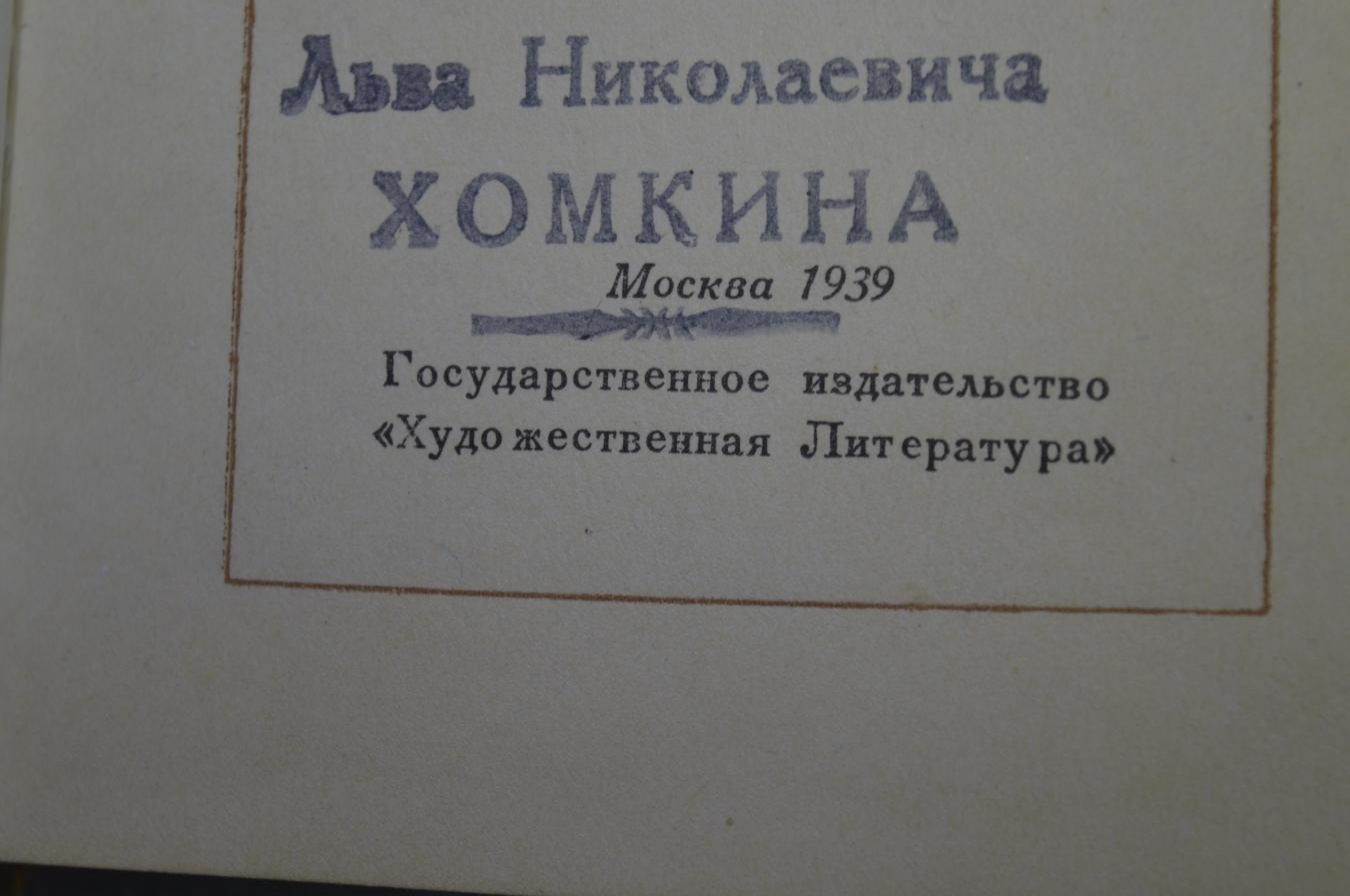 Льва Николаевича
ХОМКИНА
Москва 1939
Государственное издательство
«Художественная Литература»